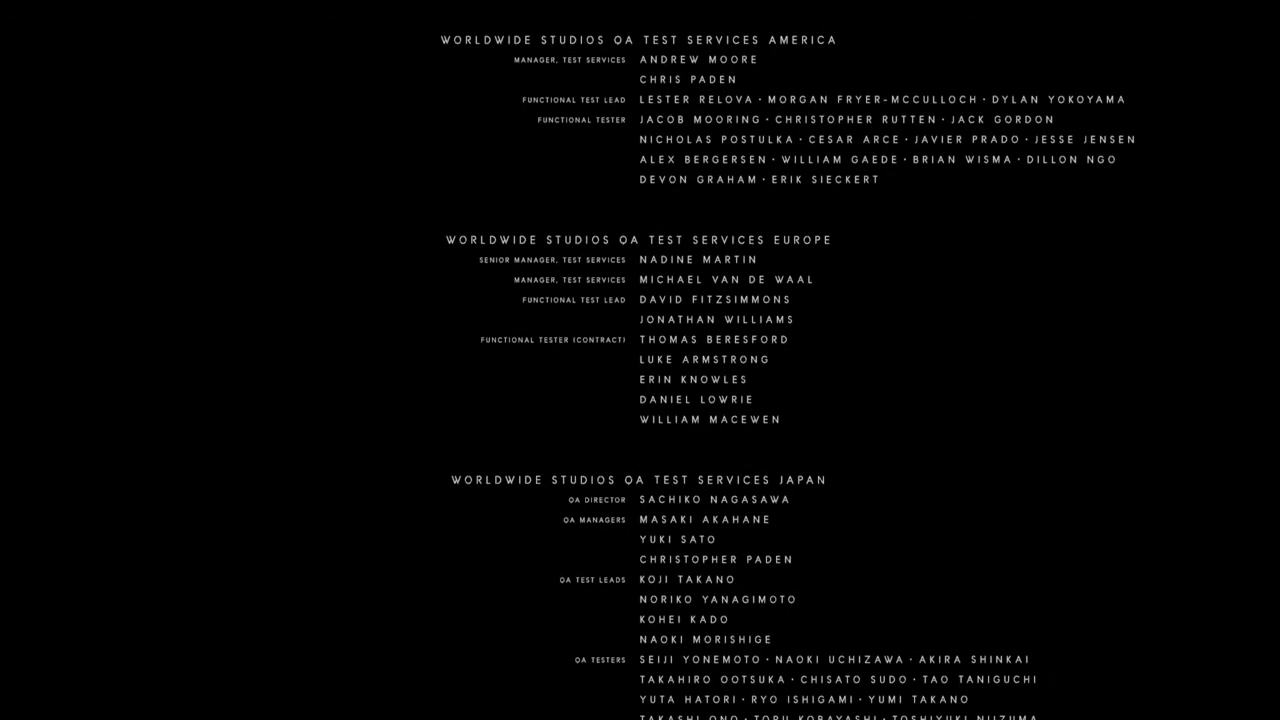 WORLDWIDE STUDIOS QA TEST SERVICES AMERICA
MANAGER, TEST SERVICES ANDREW MOORE
CHRIS PADEN
FUNCTIONAL TEST LEAD LESTER RELOVA · MORGAN FRYER-MCCULLOCH · DYLAN YOKOYAMA
FUNCTIONAL TESTER JACOB MOORING · CHRISTOPHER RUTTEN · JACK GORDON
NICHOLAS POSTULKA · CESAR ARCE · JAVIER PRADO · JESSE JENSEN
ALEX BERGERSEN · WILLIAM GAEDE · BRIAN WISMA · DILLON NGO
DEVON GRAHAM · ERIK SIECKERT
WORLDWIDE STUDIOS QA TEST SERVICES EUROPE
SENIOR MANAGER, TEST SERVICES NADINE MARTIN
MANAGER, TEST SERVICES MICHAEL VAN DE WAAL
FUNCTIONAL TEST LEAD DAVID FITZSIMMONS
JONATHAN WILLIAMS
FUNCTIONAL TESTER (CONTRACT) THOMAS BERESFORD
LUKE ARMSTRONG
ERIN KNOWLES
DANIEL LOWRIE
WILLIAM MACEWEN
WORLDWIDE STUDIOS QA TEST SERVICES JAPAN
QA DIRECTOR SACHIKO NAGASAWA
QA MANAGERS MASAKI AKAHANE
YUKI SATO
CHRISTOPHER PADEN
QA TEST LEADS KOJI TAKANO
NORIKO YANAGIMOTO
KOHEI KADO
NAOKI MORISHIGE
QA TESTERS SEIJI YONEMOTO · NAOKI UCHIZAWA · AKIRA SHINKAI
TAKAHIRO OOTSUKA · CHISATO SUDO · TAO TANIGUCHI
YUTA HATORI · RYO ISHIGAMI · YUMI TAKANO
TAKASHI ONO · TORU KOBAYASHI · TOSHIYUKI NIIZUMA